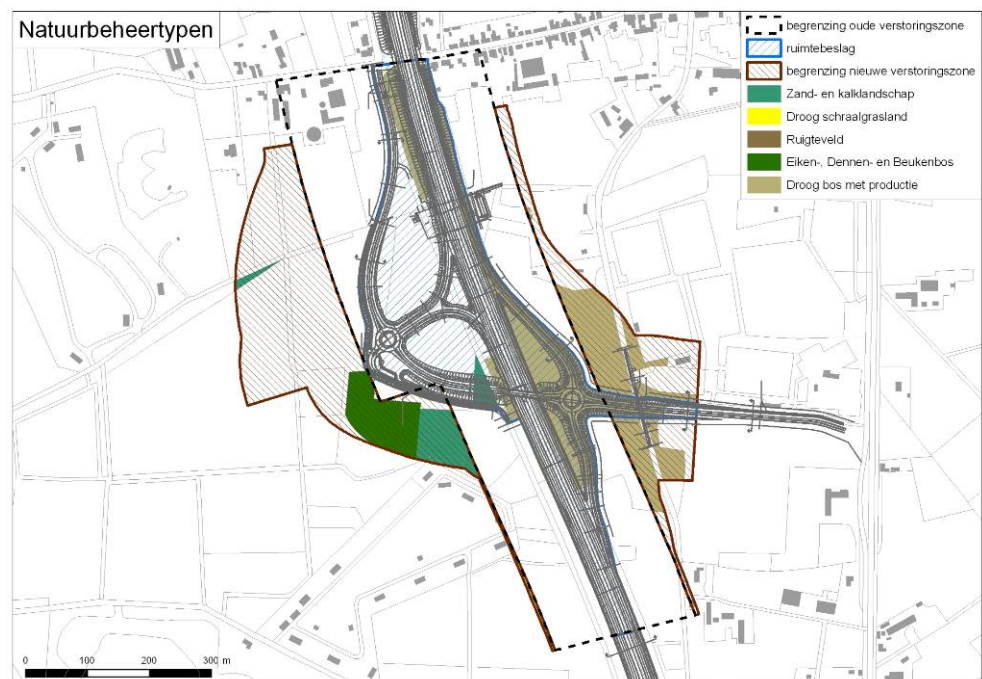 Natuurbeheertypen
begrenzing oude verstoringszone
ruimtebeslag
begrenzing nieuwe verstoringszone
Zand- en kalklandschap
Droog schraalgrasland
Ruigteveld
Eiken-, Dennen- en Beukenbos
Droog bos met productie
0 100 200 300 m